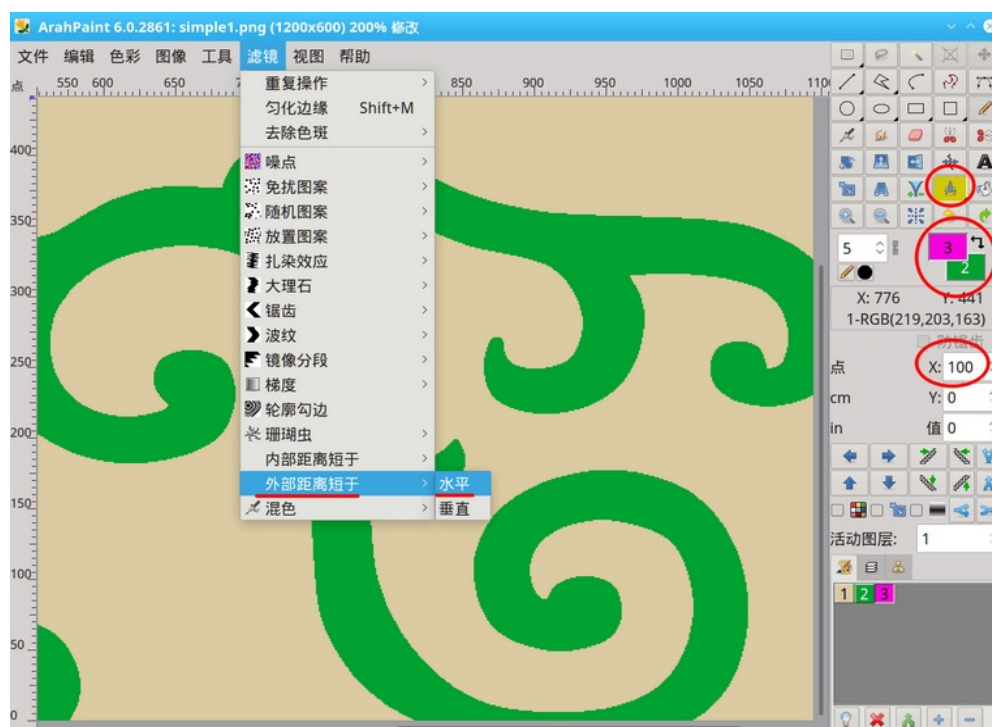 ArahPaint 6.0.2861: simple1.png (1200x600) 200% 修改
文件 编辑 色彩 图像 工具 滤镜 视图 帮助
点
550 600 650 850 900 950 1000 1050
重复操作
匀化边缘 Shift+M
去除色斑
噪点
免扰图案
随机图案
放置图案
扎染效应
大理石
锯齿
波纹
镜像分段
梯度
轮廓勾边
珊瑚虫
内部距离短于
外部距离短于
水平
混色
垂直
400
350
300
250
200
150
100
50
0
A
5
3
2
X: 776 Y: 441
1-RGB(219,203,163)
防锯齿
点 X: 100
cm Y: 0
in 值 0
活动图层: 1
1 2 3